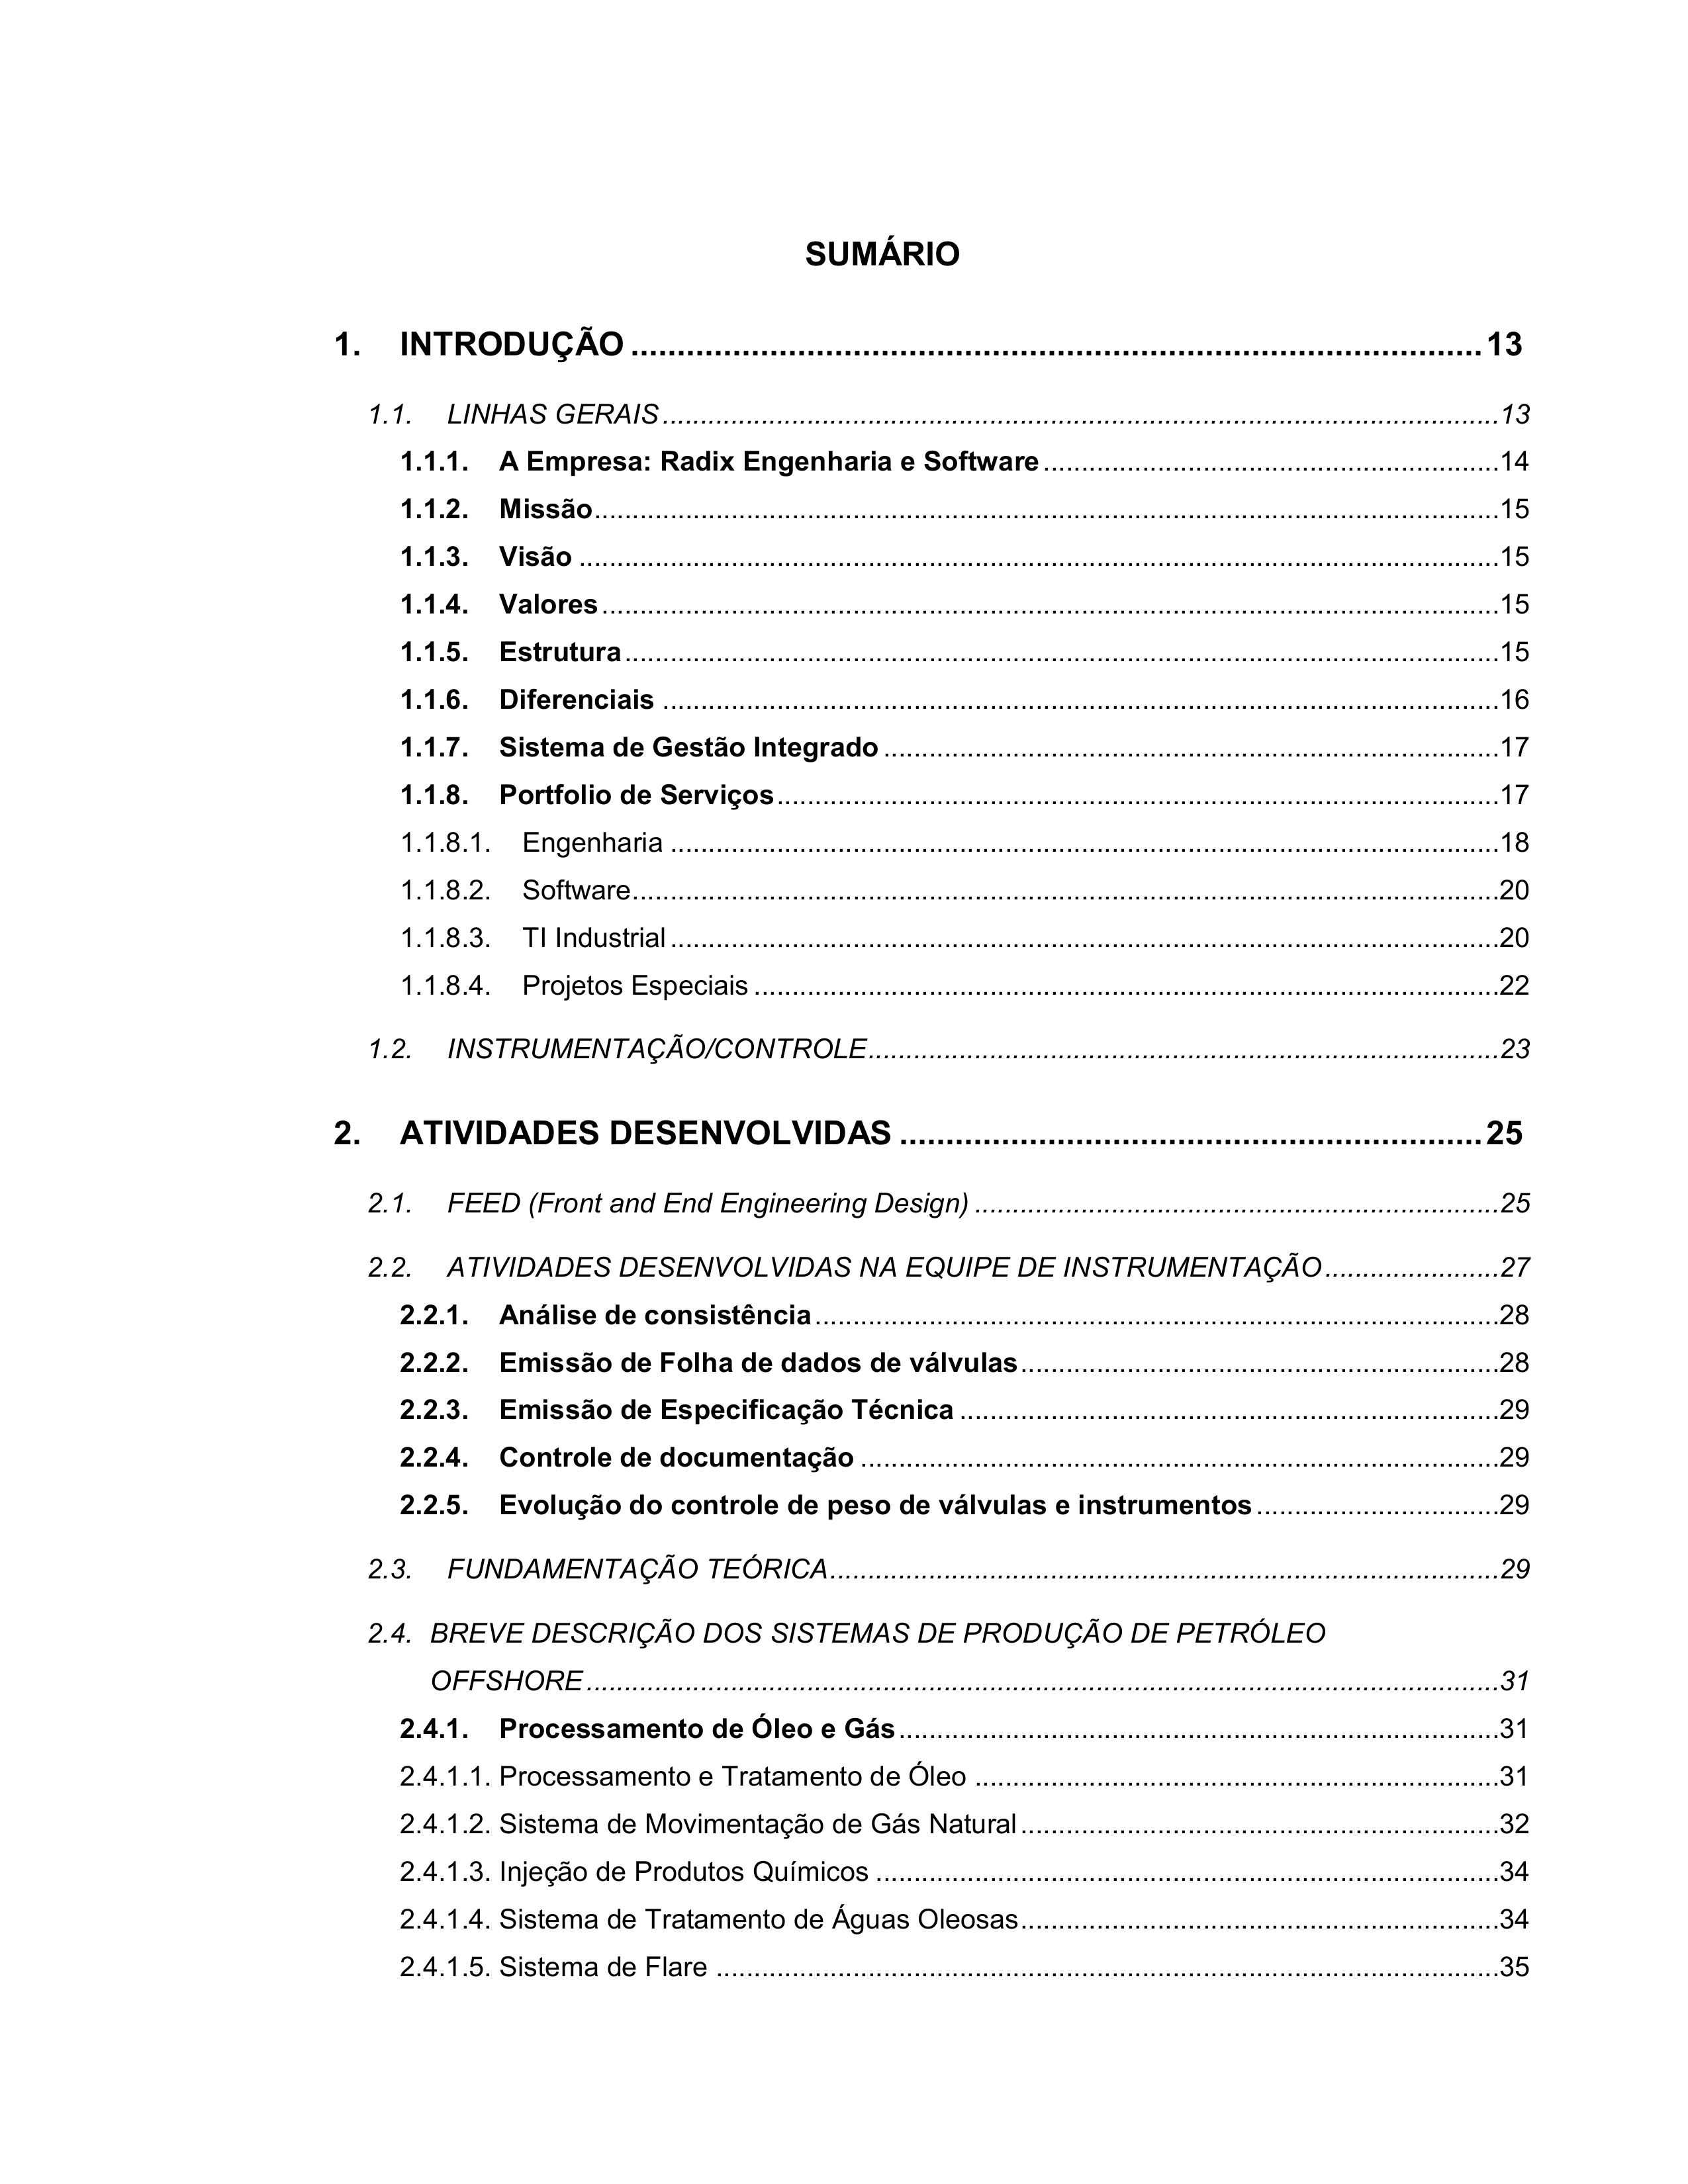 SUMÁRIO
1. INTRODUÇÃO ........................................................................................... 13
1.1. LINHAS GERAIS ............................................................................................................. 13
1.1.1. A Empresa: Radix Engenharia e Software ............................................................ 14
1.1.2. Missão ....................................................................................................................... 15
1.1.3. Visão ......................................................................................................................... 15
1.1.4. Valores ...................................................................................................................... 15
1.1.5. Estrutura ................................................................................................................... 15
1.1.6. Diferenciais .............................................................................................................. 16
1.1.7. Sistema de Gestão Integrado ................................................................................. 17
1.1.8. Portfolio de Serviços ............................................................................................... 17
1.1.8.1. Engenharia ............................................................................................................. 18
1.1.8.2. Software .................................................................................................................. 20
1.1.8.3. TI Industrial ............................................................................................................. 20
1.1.8.4. Projetos Especiais .................................................................................................. 22
1.2. INSTRUMENTAÇÃO/CONTROLE ................................................................................... 23
2. ATIVIDADES DESENVOLVIDAS .............................................................. 25
2.1. FEED (Front and End Engineering Design) ..................................................................... 25
2.2. ATIVIDADES DESENVOLVIDAS NA EQUIPE DE INSTRUMENTAÇÃO ....................... 27
2.2.1. Análise de consistência .......................................................................................... 28
2.2.2. Emissão de Folha de dados de válvulas ............................................................... 28
2.2.3. Emissão de Especificação Técnica ....................................................................... 29
2.2.4. Controle de documentação .................................................................................... 29
2.2.5. Evolução do controle de peso de válvulas e instrumentos ................................ 29
2.3. FUNDAMENTAÇÃO TEÓRICA ........................................................................................ 29
2.4. BREVE DESCRIÇÃO DOS SISTEMAS DE PRODUÇÃO DE PETRÓLEO
OFFSHORE ........................................................................................................................ 31
2.4.1. Processamento de Óleo e Gás ............................................................................... 31
2.4.1.1. Processamento e Tratamento de Óleo ..................................................................... 31
2.4.1.2. Sistema de Movimentação de Gás Natural ............................................................... 32
2.4.1.3. Injeção de Produtos Químicos .................................................................................. 34
2.4.1.4. Sistema de Tratamento de Águas Oleosas ............................................................... 34
2.4.1.5. Sistema de Flare ....................................................................................................... 35